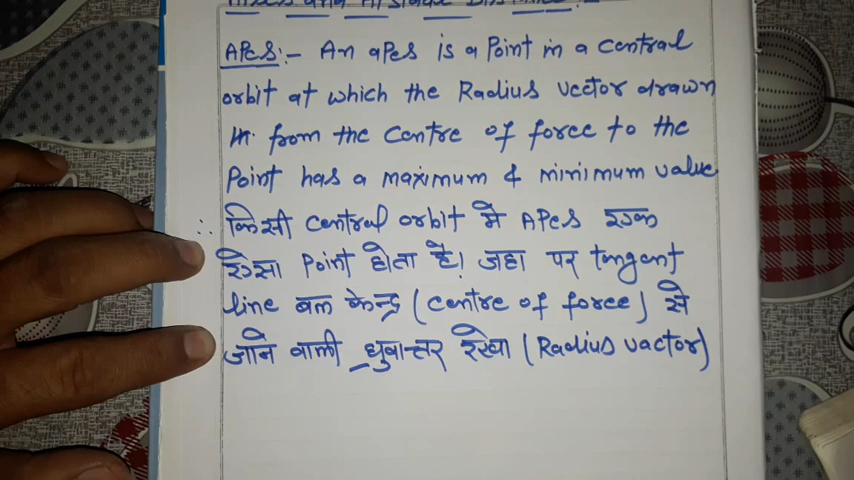 APES:- An apes is a Point in a central
orbit at which the Radius vector drawn
from the centre of force to the
Point has a maximum & minimum value
∴ किसी central orbit मे APES एक
ऐसा Point होता है। जहा पर tangent
line बल केन्द्र (centre of force) से
जाने वाली ध्रुवान्तर रेखा (Radius vactor)